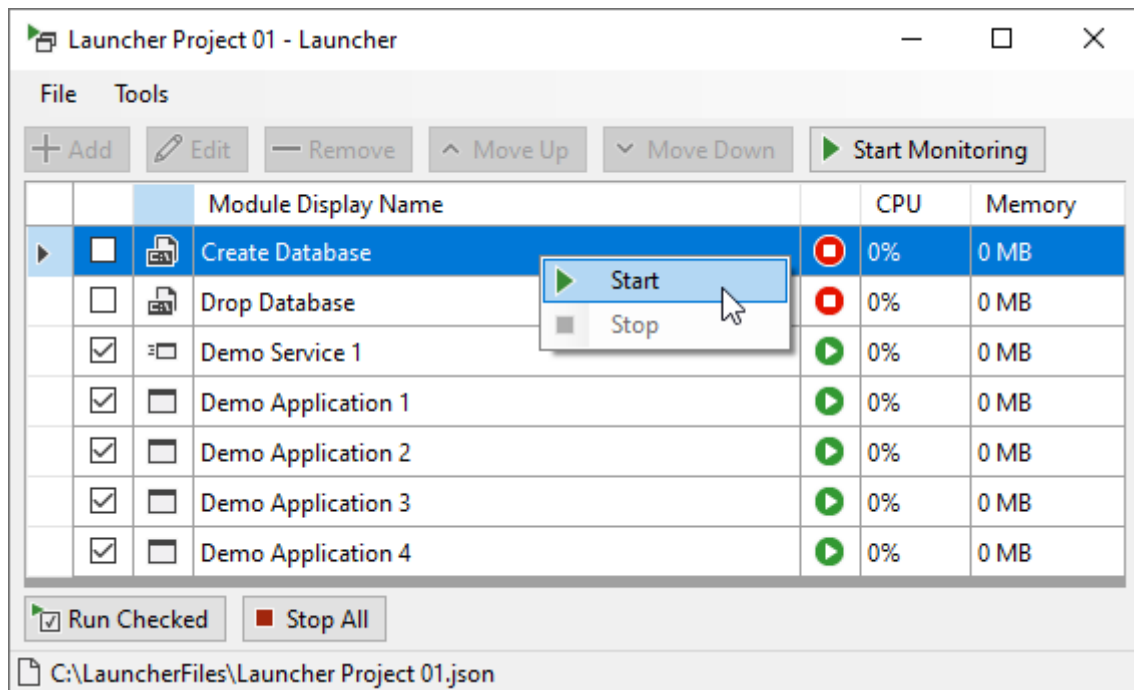 Launcher Project 01 - Launcher
File Tools
Add Edit Remove Move Up Move Down Start Monitoring
Module Display Name CPU Memory
Create Database 0% 0 MB
Start
Drop Database 0% 0 MB
Stop
Demo Service 1 0% 0 MB
Demo Application 1 0% 0 MB
Demo Application 2 0% 0 MB
Demo Application 3 0% 0 MB
Demo Application 4 0% 0 MB
Run Checked Stop All
C:\LauncherFiles\Launcher Project 01.json